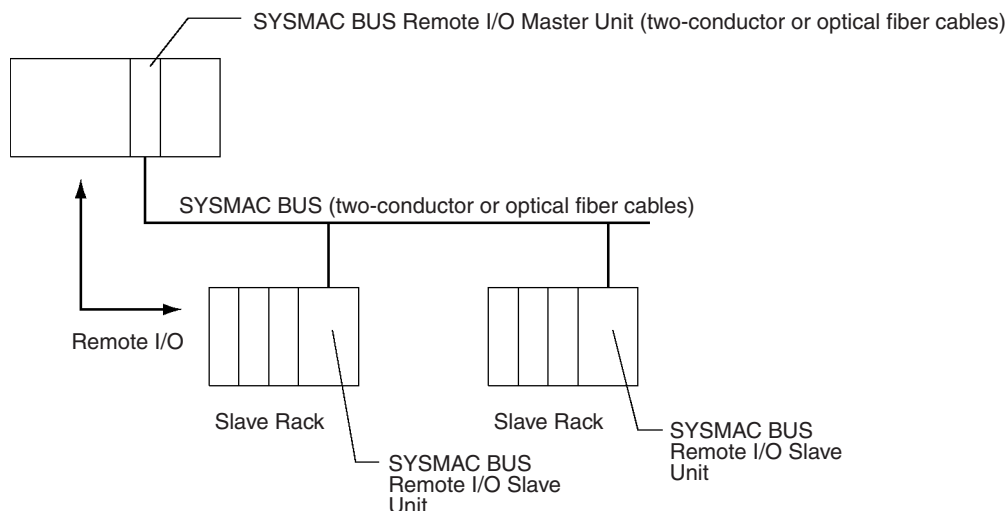 SYSMAC BUS Remote I/O Master Unit (two-conductor or optical fiber cables)
SYSMAC BUS (two-conductor or optical fiber cables)
Remote I/O
Slave Rack
Slave Rack
SYSMAC BUS
Remote I/O Slave
Unit
SYSMAC BUS
Remote I/O Slave
Unit